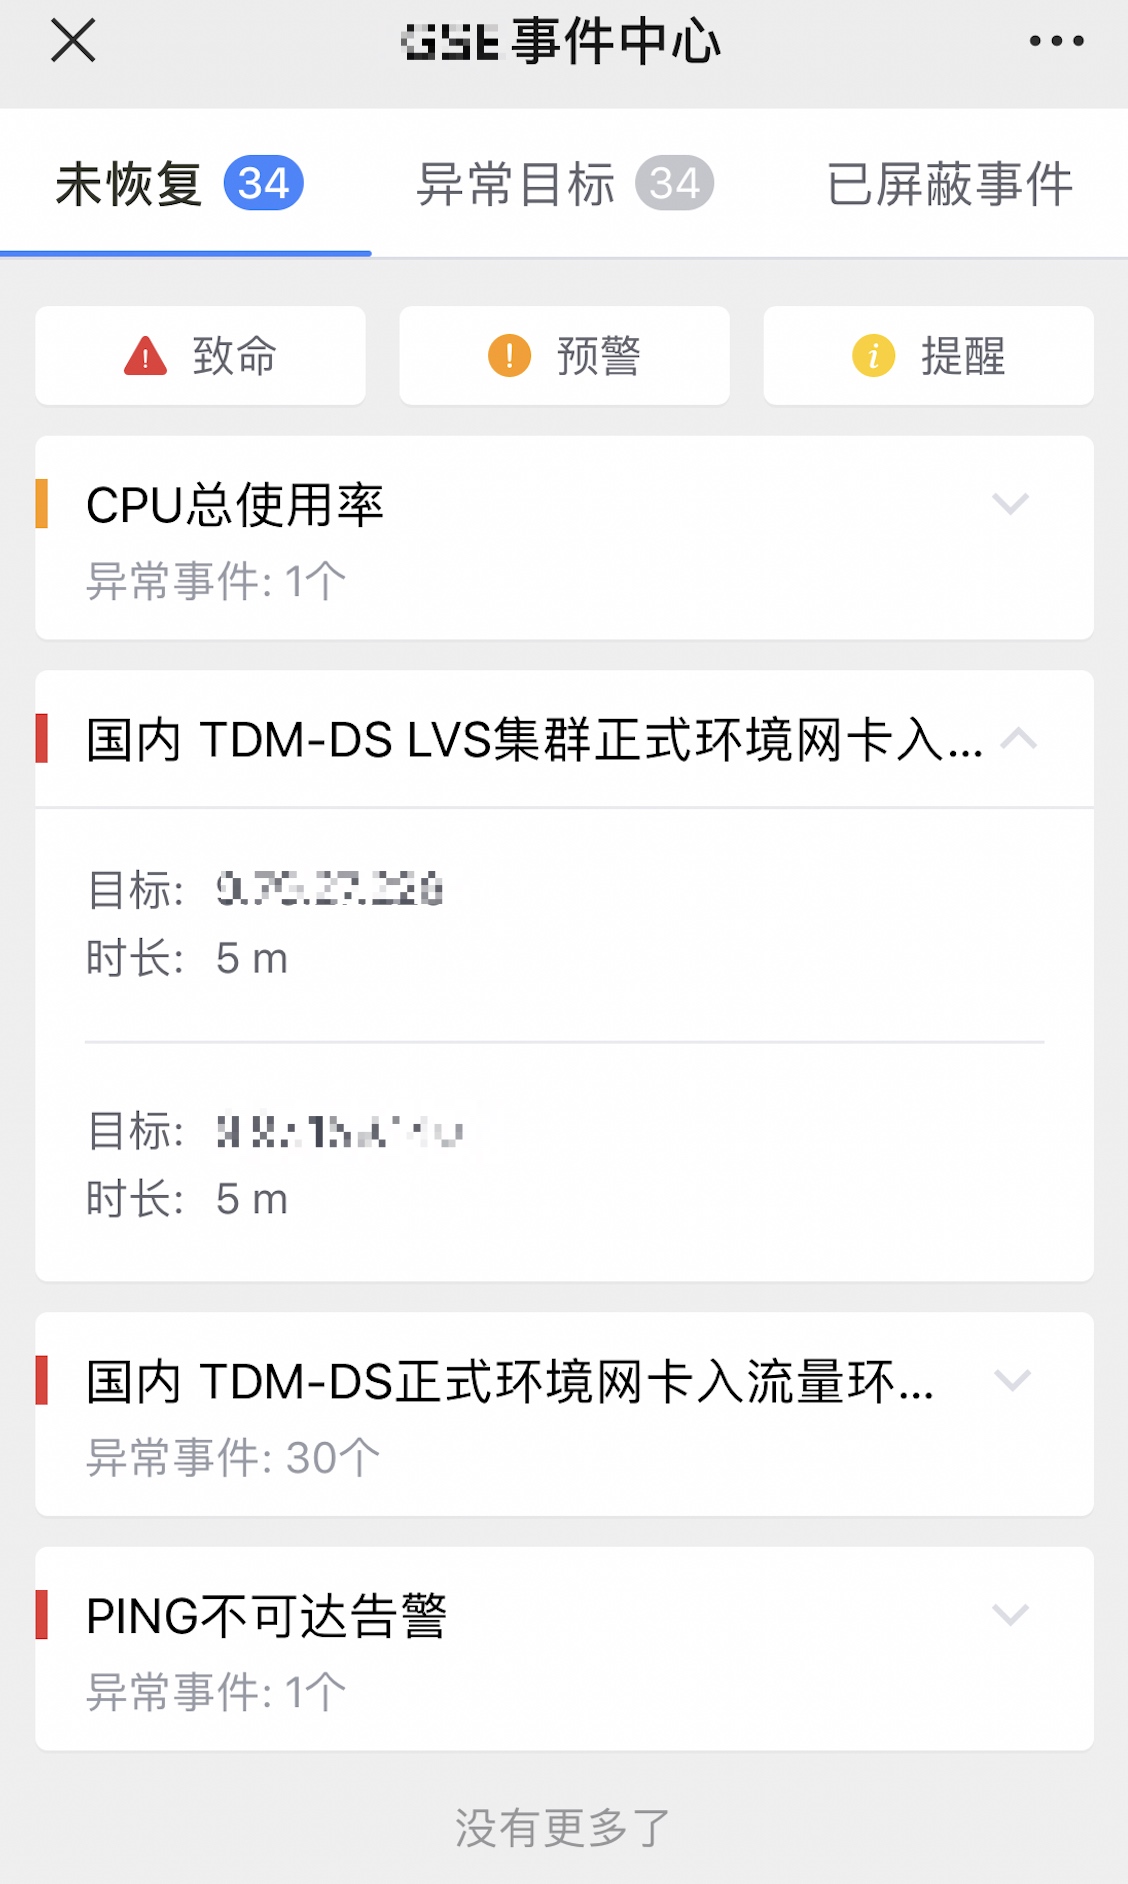 事件中心
未恢复 34
异常目标 34
已屏蔽事件
致命
预警
提醒
CPU总使用率
异常事件: 1个
国内 TDM-DS LVS集群正式环境网卡入...
目标:
时长: 5 m
目标:
时长: 5 m
国内 TDM-DS正式环境网卡入流量环...
异常事件: 30个
PING不可达告警
异常事件: 1个
没有更多了